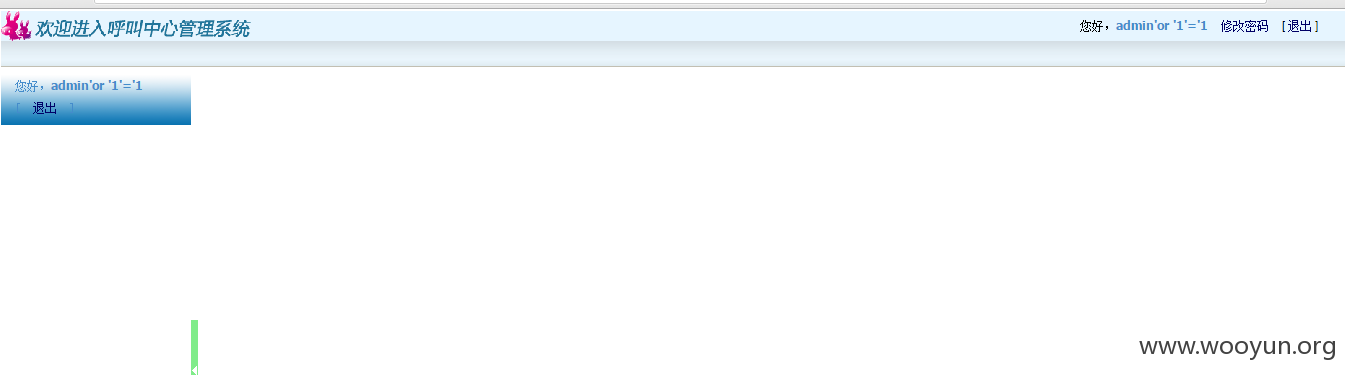 欢迎进入呼叫中心管理系统
您好，admin'or '1'='1 修改密码 [退出]
您好，admin'or '1'='1
[ 退出 ]
www.wooyun.org